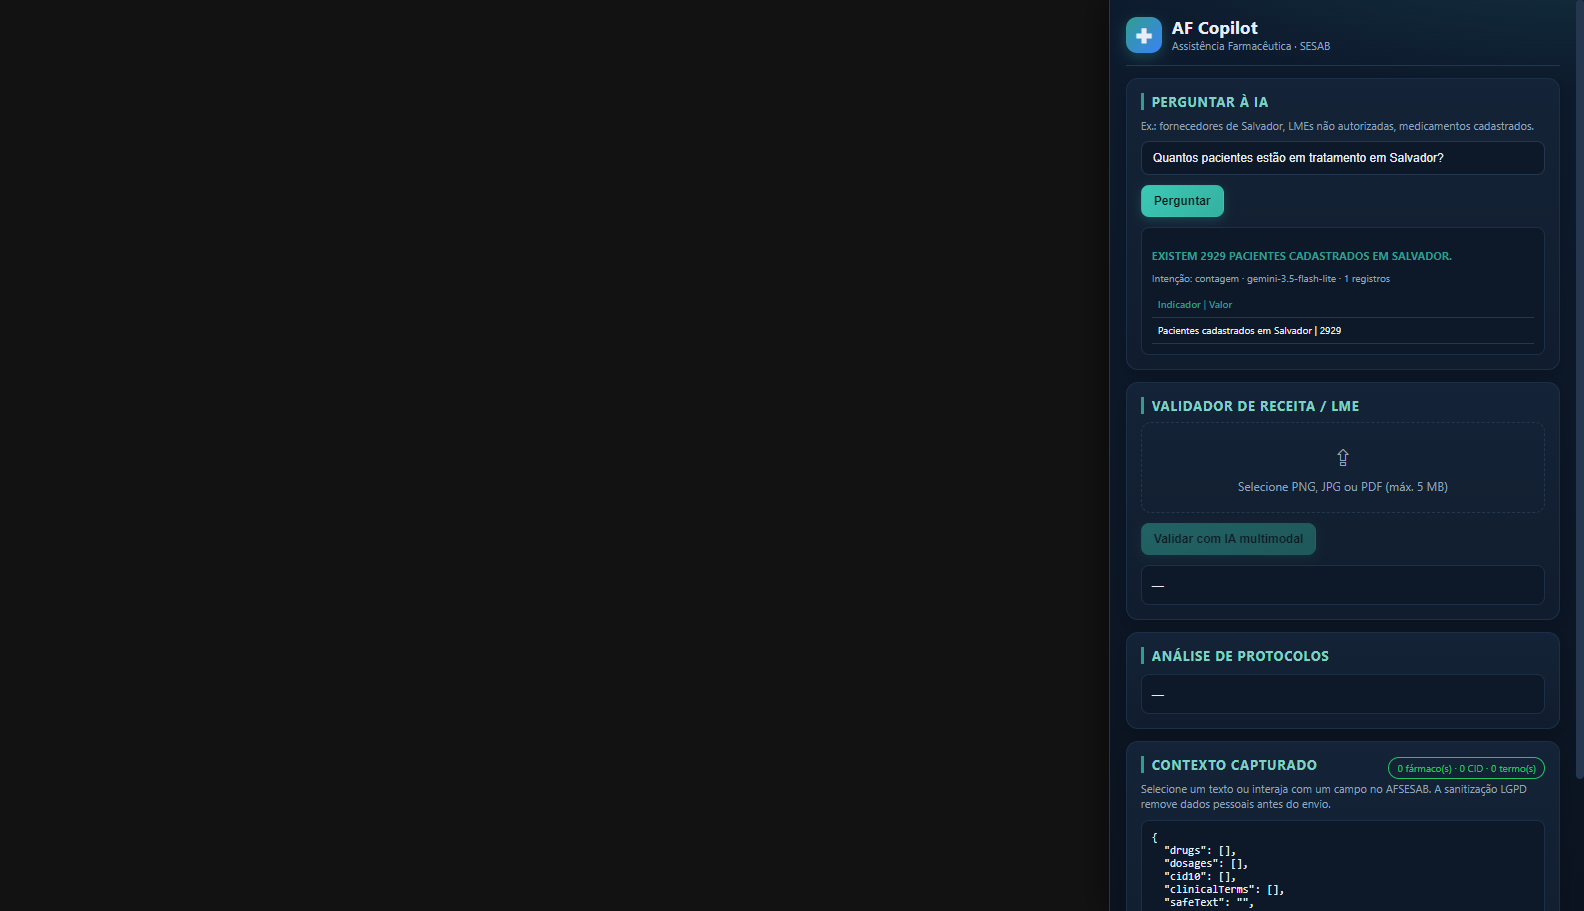 AF Copilot
Assistência Farmacêutica · SESAB
PERGUNTAR À IA
Ex.: fornecedores de Salvador, LMEs não autorizadas, medicamentos cadastrados.
Quantos pacientes estão em tratamento em Salvador?
Perguntar
EXISTEM 2929 PACIENTES CADASTRADOS EM SALVADOR.
Intenção: contagem · gemini-3.5-flash-lite · 1 registros
Indicador | Valor
Pacientes cadastrados em Salvador | 2929
VALIDADOR DE RECEITA / LME
Selecione PNG, JPG ou PDF (máx. 5 MB)
Validar com IA multimodal
—
ANÁLISE DE PROTOCOLOS
—
CONTEXTO CAPTURADO
0 fármaco(s) · 0 CID · 0 termo(s)
Selecione um texto ou interaja com um campo no AFSESAB. A sanitização LGPD
remove dados pessoais antes do envio.
{
"drugs": [],
"dosages": [],
"cid10": [],
"clinicalTerms": [],
"safeText": "",